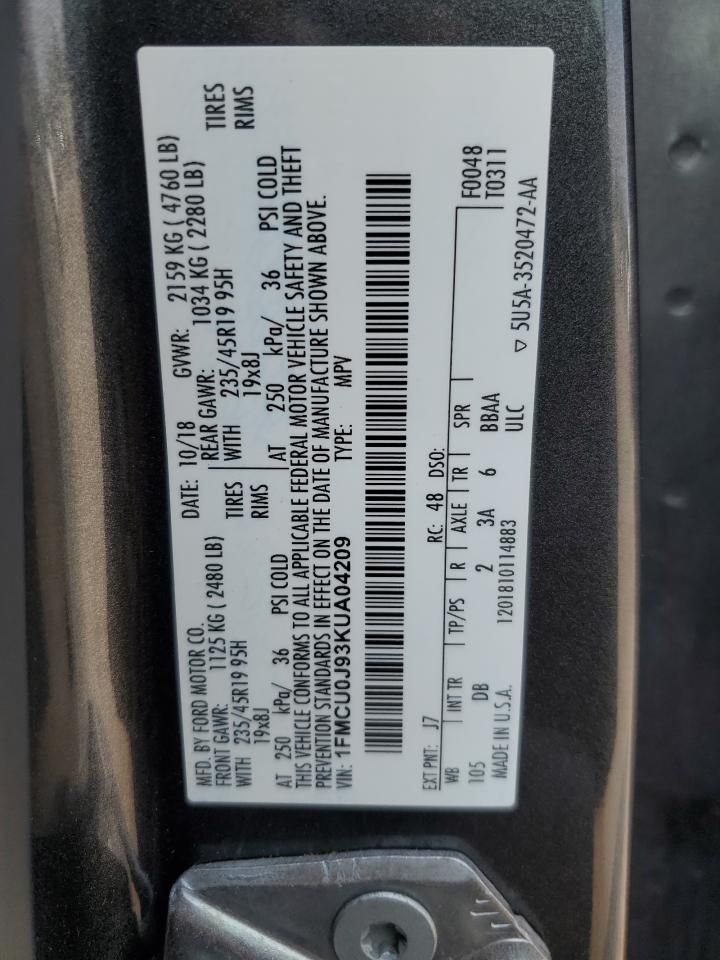 MFD. BY FORD MOTOR CO. DATE: 10/18 GVWR: 2159 KG ( 4760 LB)
FRONT GAWR: 1125 KG ( 2480 LB) REAR GAWR: 1034 KG ( 2280 LB)
WITH 235/45R19 95H TIRES WITH 235/45R19 95H TIRES
19x8J RIMS 19x8J RIMS
AT 250 kPa/ 36 PSI COLD AT 250 kPa/ 36 PSI COLD
THIS VEHICLE CONFORMS TO ALL APPLICABLE FEDERAL MOTOR VEHICLE SAFETY AND THEFT
PREVENTION STANDARDS IN EFFECT ON THE DATE OF MANUFACTURE SHOWN ABOVE.
VIN: 1FMCU0J93KUA04209 TYPE: MPV
EXT PNT: J7 RC: 48 DSO:
WB INT TR TP/PS R AXLE TR SPR F0048
105 DB 2 3A 6 BBAA T0311
MADE IN U.S.A. 1201810114883 ULC ▽ 5U5A-3520472-AA